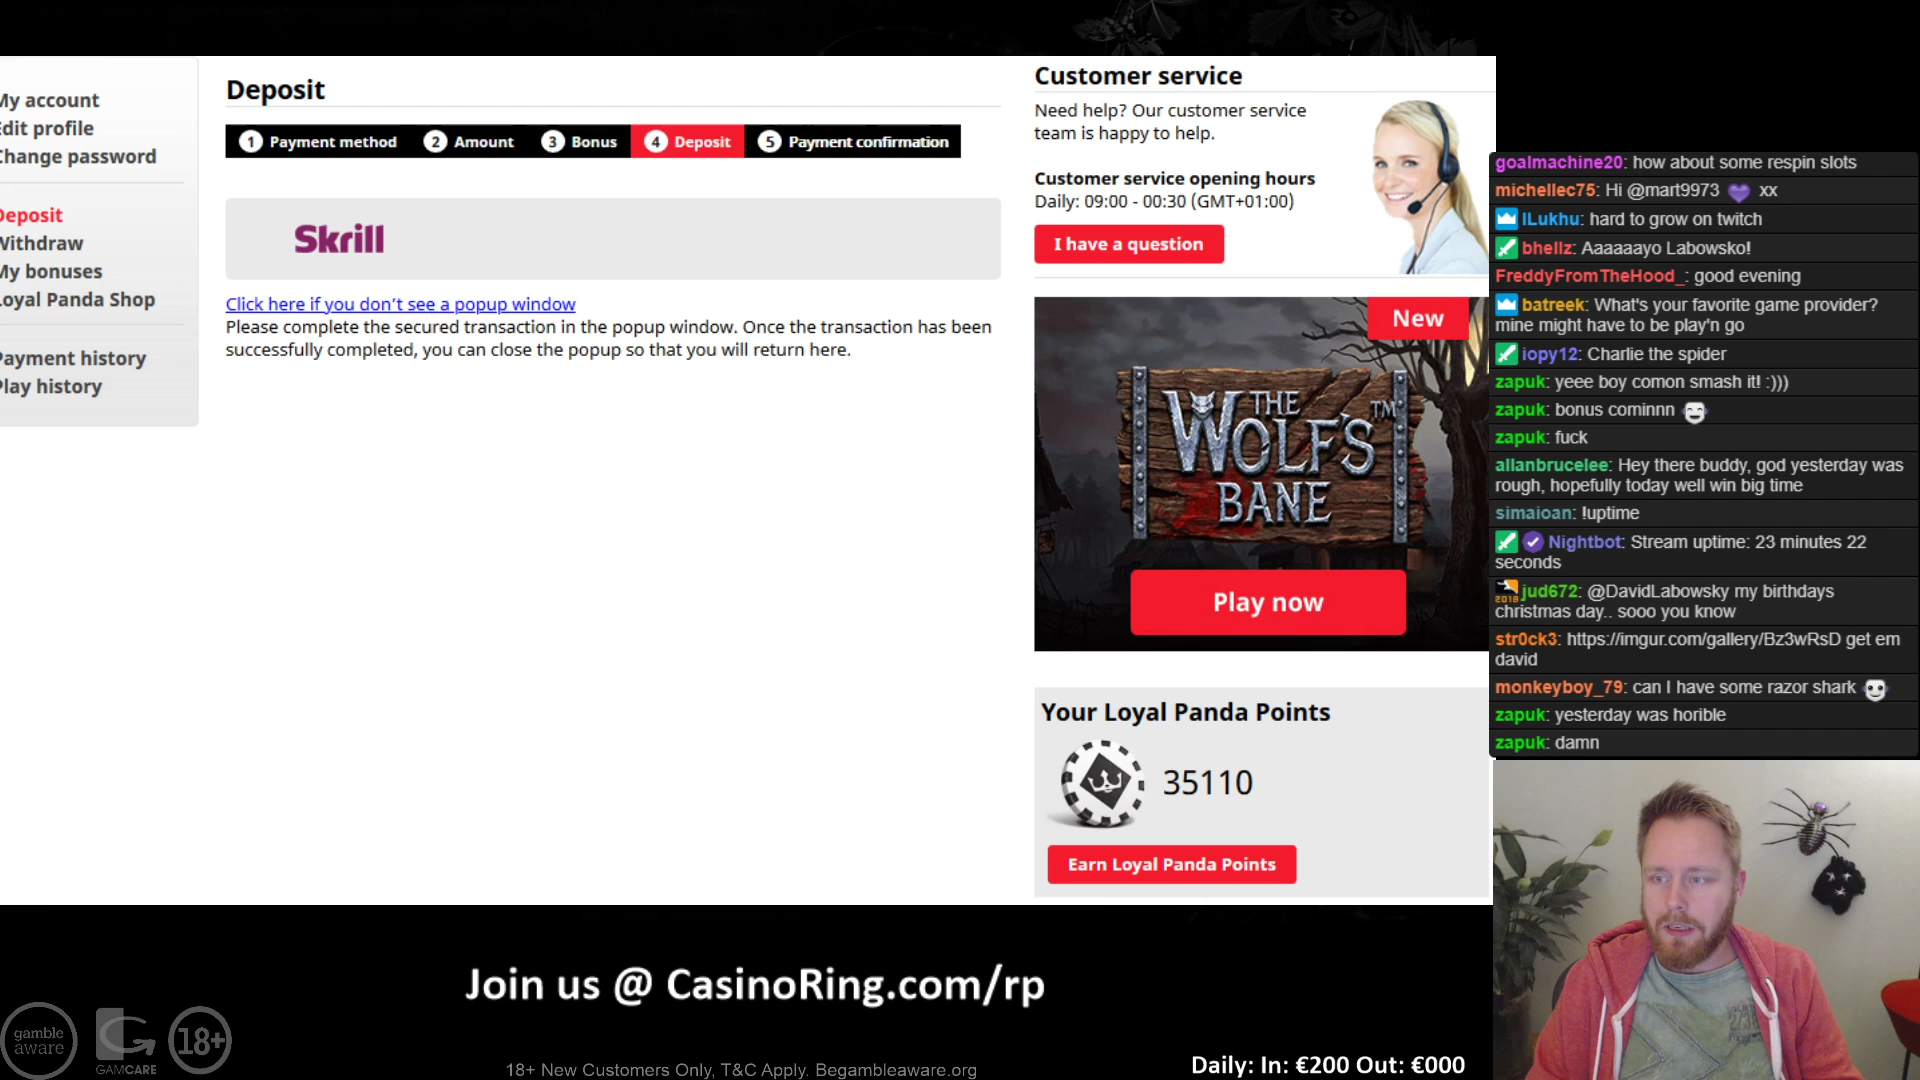 My account
Edit profile
Change password
Deposit
Withdraw
My bonuses
Loyal Panda Shop
Payment history
Play history
Deposit
1 Payment method 2 Amount 3 Bonus 4 Deposit 5 Payment confirmation
Skrill
Click here if you don't see a popup window
Please complete the secured transaction in the popup window. Once the transaction has been
successfully completed, you can close the popup so that you will return here.
Customer service
Need help? Our customer service
team is happy to help.
Customer service opening hours
Daily: 09:00 - 00:30 (GMT+01:00)
I have a question
New
THE
WOLF'S™
BANE
Play now
Your Loyal Panda Points
35110
Earn Loyal Panda Points
goalmachine20: how about some respin slots
michellec75: Hi @mart9973 xx
lLukhu: hard to grow on twitch
bhellz: Aaaaaayo Labowsko!
FreddyFromTheHood_: good evening
batreek: What's your favorite game provider?
mine might have to be play'n go
iopy12: Charlie the spider
zapuk: yeee boy comon smash it! :)))
zapuk: bonus cominnn
zapuk: fuck
allanbrucelee: Hey there buddy, god yesterday was
rough, hopefully today well win big time
simaioan: !uptime
Nightbot: Stream uptime: 23 minutes 22
seconds
2018 jud672: @DavidLabowsky my birthdays
christmas day.. sooo you know
str0ck3: https://imgur.com/gallery/Bz3wRsD get em
david
monkeyboy_79: can I have some razor shark
zapuk: yesterday was horible
zapuk: damn
Join us @ CasinoRing.com/rp
gamble
aware
GAMCARE
18+
18+ New Customers Only, T&C Apply. Begambleaware.org
Daily: In: €200 Out: €000